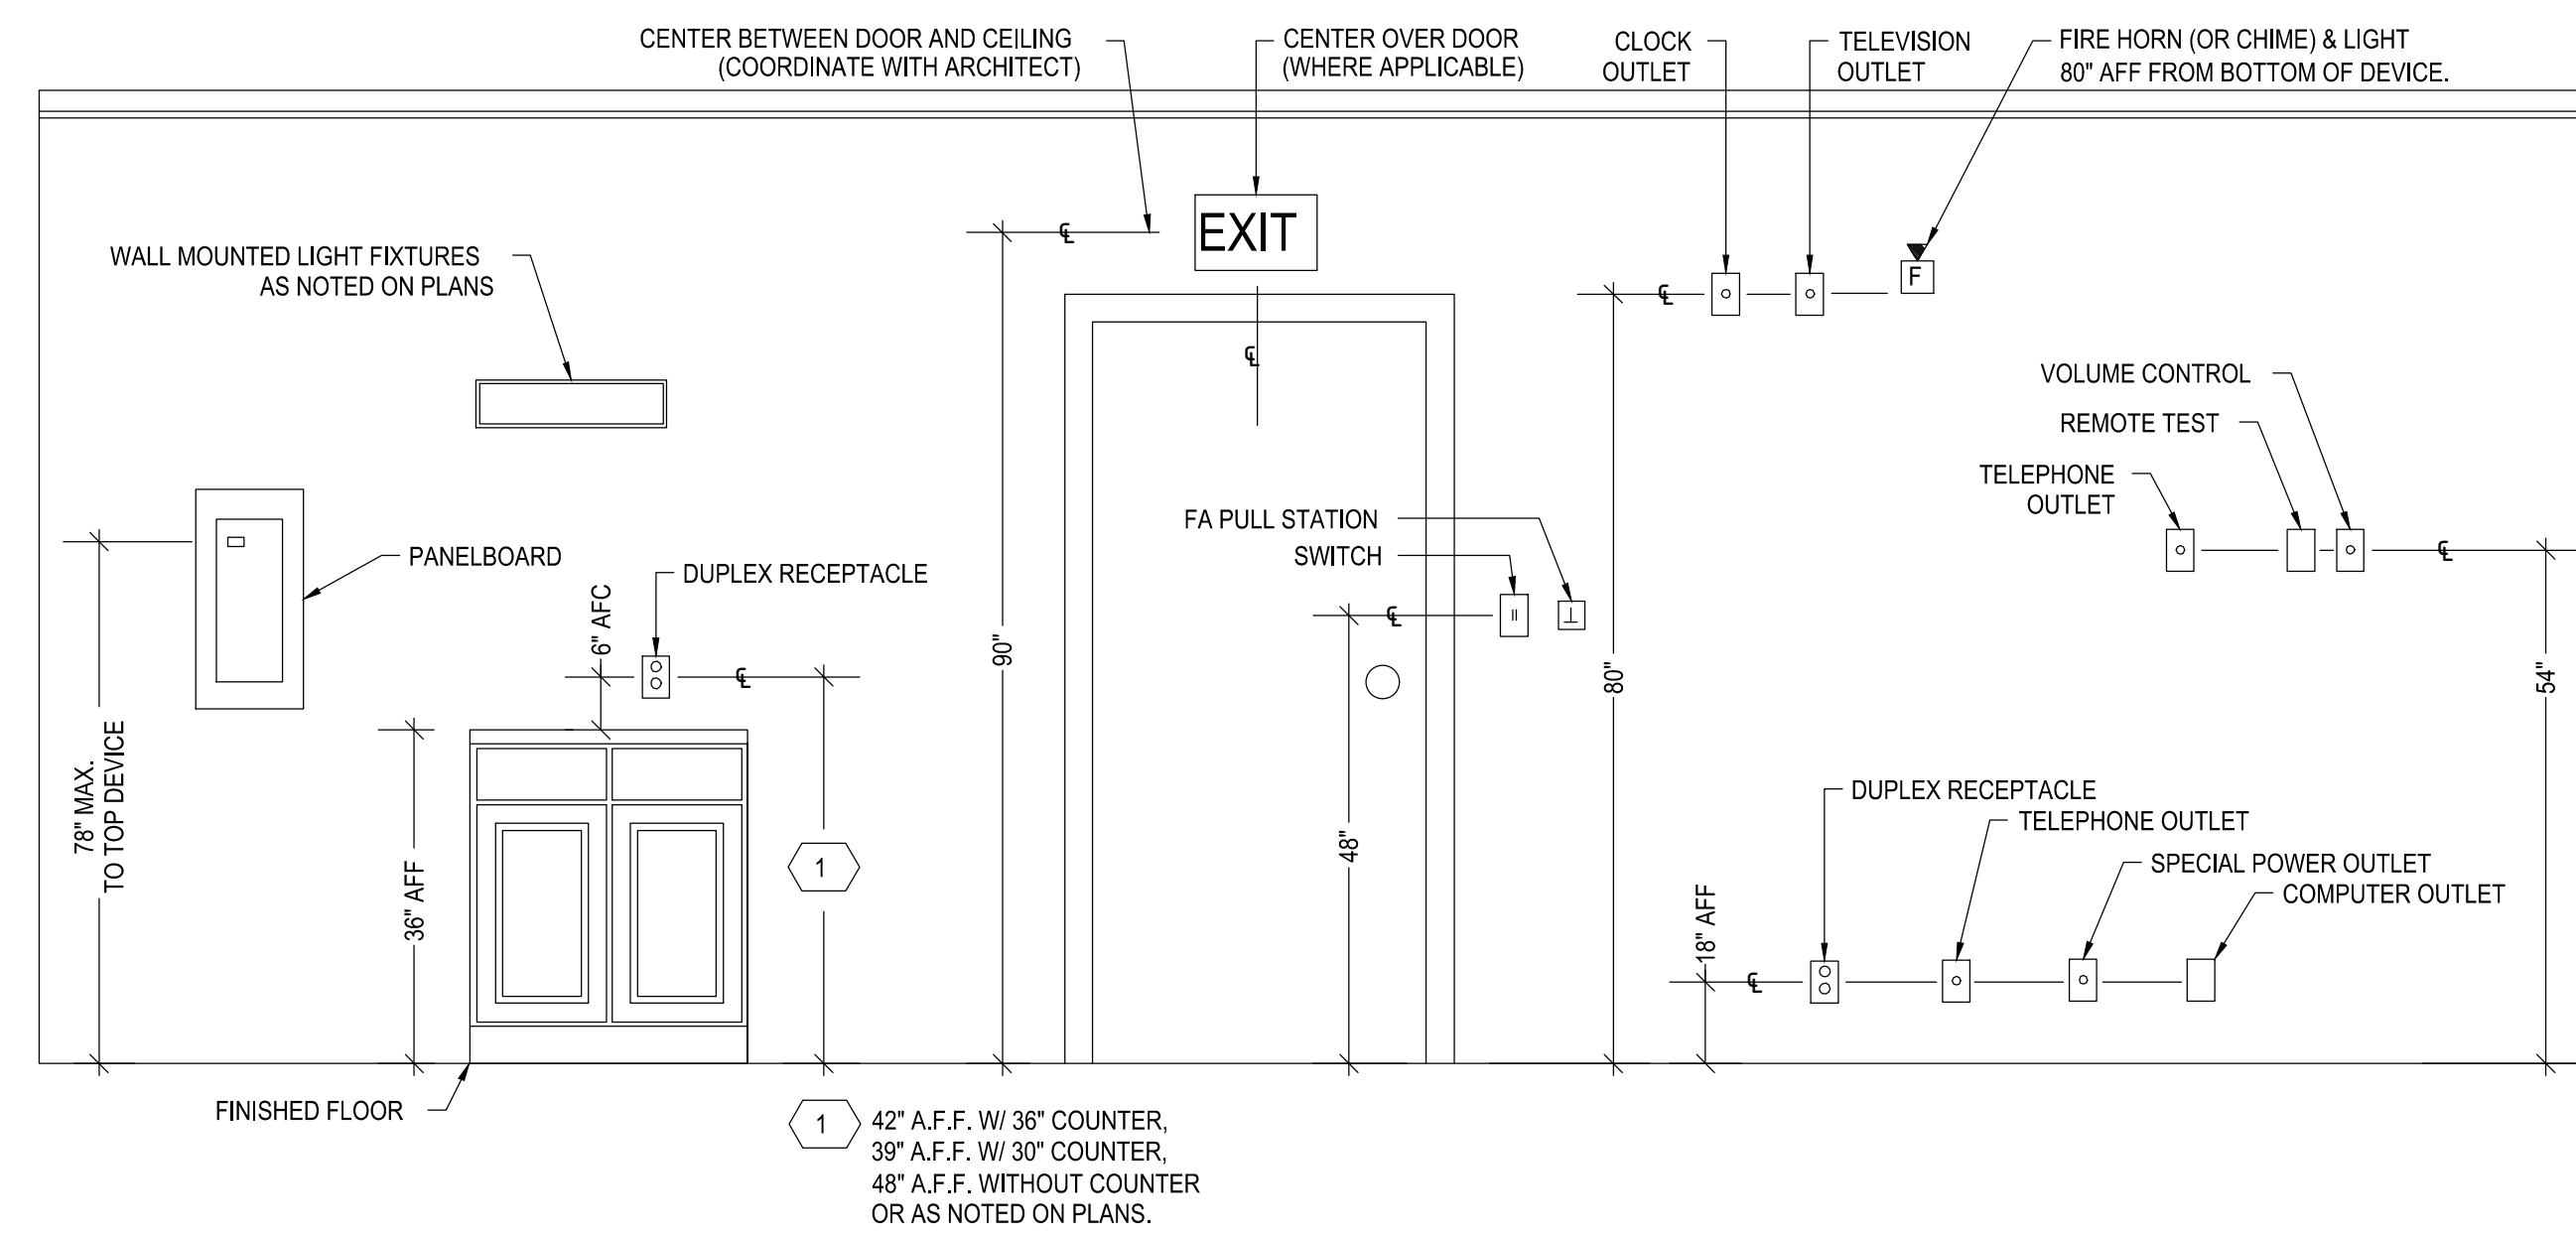 CENTER BETWEEN DOOR AND CEILING
(COORDINATE WITH ARCHITECT)
CENTER OVER DOOR
(WHERE APPLICABLE)
CLOCK
OUTLET
TELEVISION
OUTLET
FIRE HORN (OR CHIME) & LIGHT
80" AFF FROM BOTTOM OF DEVICE.
WALL MOUNTED LIGHT FIXTURES
AS NOTED ON PLANS
℄
EXIT
℄
F
℄
VOLUME CONTROL
REMOTE TEST
TELEPHONE
OUTLET
℄
PANELBOARD
DUPLEX RECEPTACLE
6" AFC
℄
FA PULL STATION
SWITCH
℄
90"
80"
54"
78" MAX.
TO TOP DEVICE
36" AFF
1
48"
DUPLEX RECEPTACLE
TELEPHONE OUTLET
SPECIAL POWER OUTLET
COMPUTER OUTLET
18" AFF
℄
FINISHED FLOOR
1
42" A.F.F. W/ 36" COUNTER,
39" A.F.F. W/ 30" COUNTER,
48" A.F.F. WITHOUT COUNTER
OR AS NOTED ON PLANS.